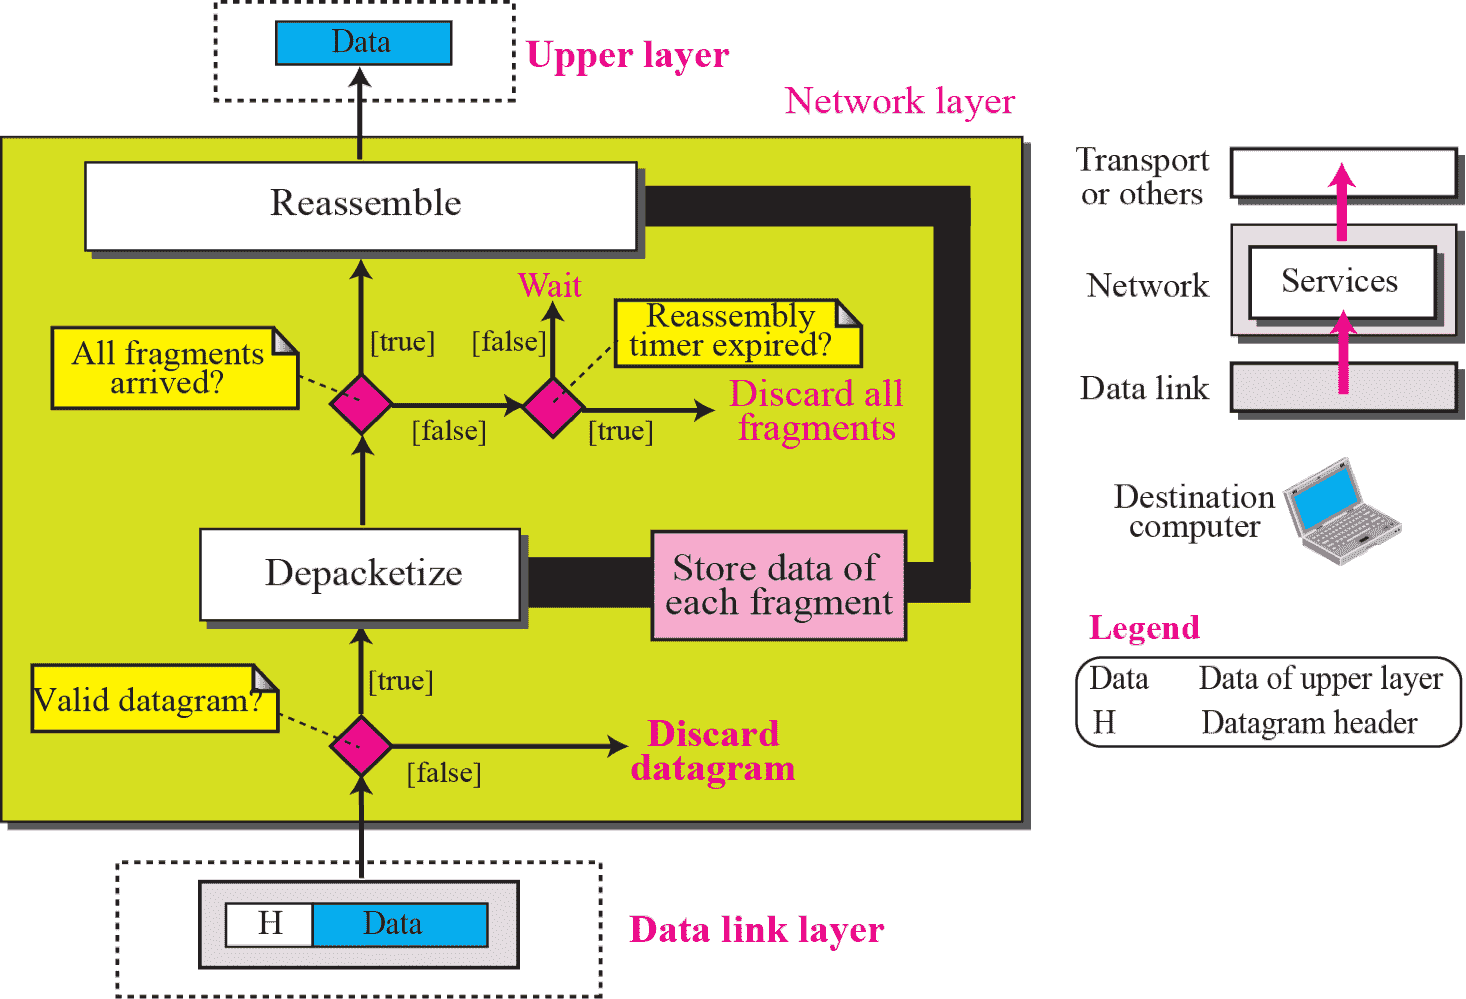 Data
Upper layer
Network layer
Reassemble
Wait
Reassembly
timer expired?
[true]
[false]
All fragments
arrived?
Discard all
fragments
[false]
[true]
Depacketize
Store data of
each fragment
[true]
Valid datagram?
Discard
datagram
[false]
H
Data
Data link layer
Transport
or others
Network
Services
Data link
Destination
computer
Legend
Data Data of upper layer
H Datagram header